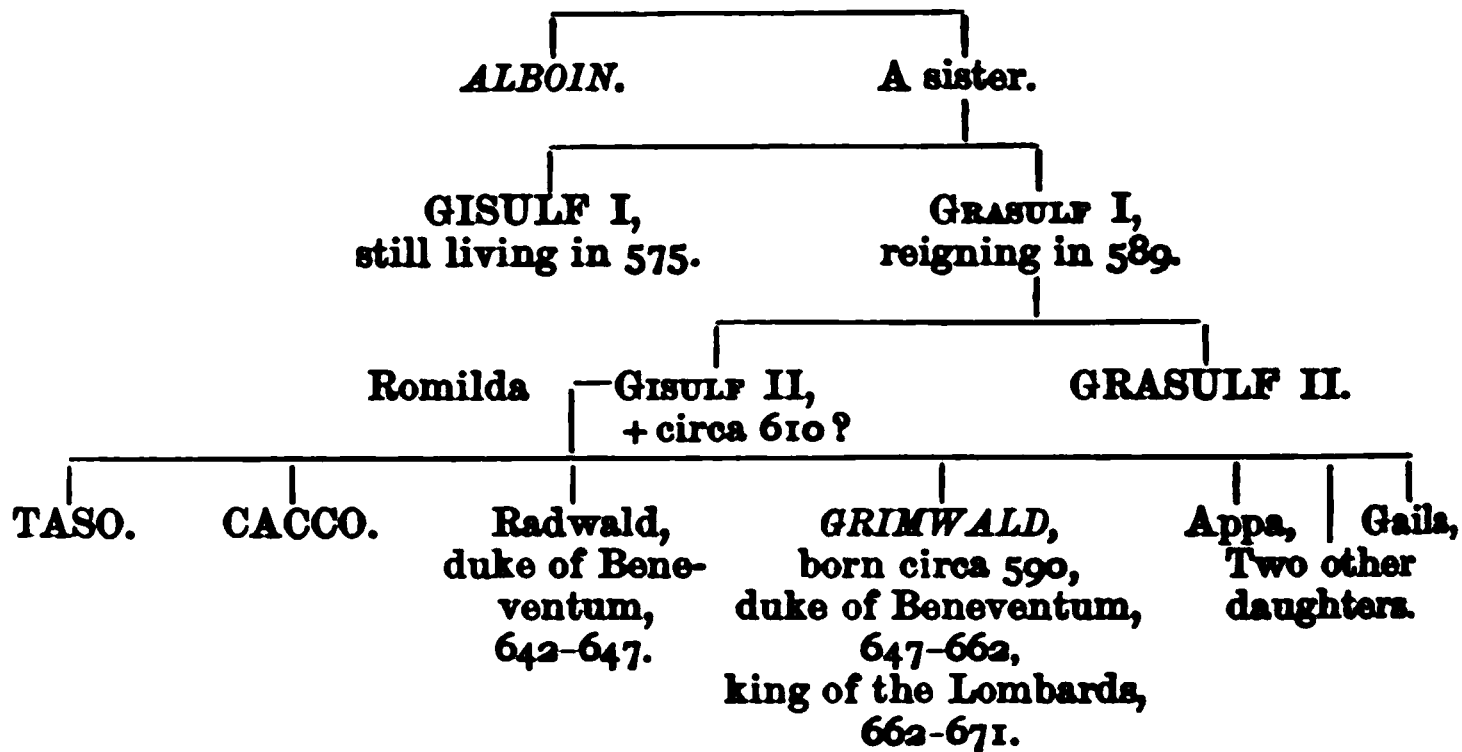 ALBOIN. A sister.
GISULF I, GRASULF I,
still living in 575. reigning in 589.
Romilda GISULF II, GRASULF II.
+ circa 610?
TASO. CACCO. Radwald, GRIMWALD, Appa, Gaila,
duke of Bene- born circa 590, Two other
ventum, duke of Beneventum, daughters.
642–647. 647–662,
king of the Lombards,
662–671.